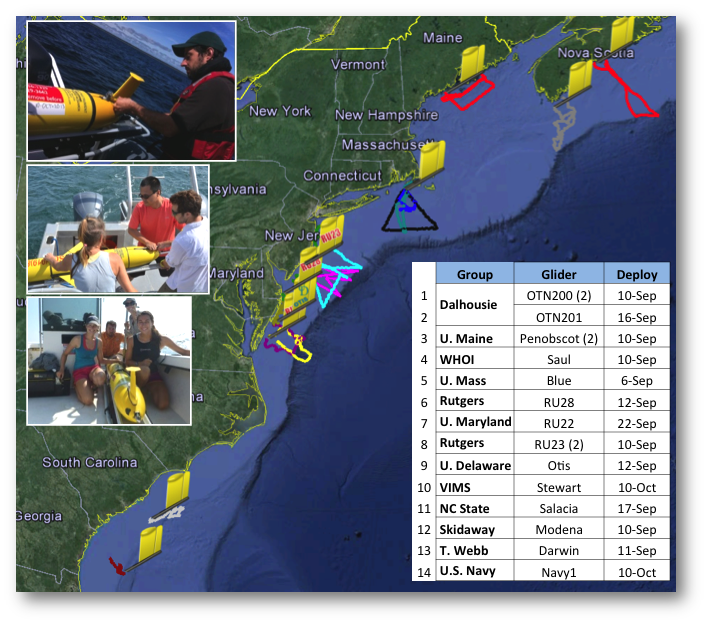 Maine
Nova Scotia
Vermont
New York
New Hampshire
Massachuset
Connecticut
nsylvania
New Jer
RU23
Maryland
South Carolina
Georgia
Group Glider Deploy
1 Dalhousie OTN200 (2) 10-Sep
2 OTN201 16-Sep
3 U. Maine Penobscot (2) 10-Sep
4 WHOI Saul 10-Sep
5 U. Mass Blue 6-Sep
6 Rutgers RU28 12-Sep
7 U. Maryland RU22 22-Sep
8 Rutgers RU23 (2) 10-Sep
9 U. Delaware Otis 12-Sep
10 VIMS Stewart 10-Oct
11 NC State Salacia 17-Sep
12 Skidaway Modena 10-Sep
13 T. Webb Darwin 11-Sep
14 U.S. Navy Navy1 10-Oct